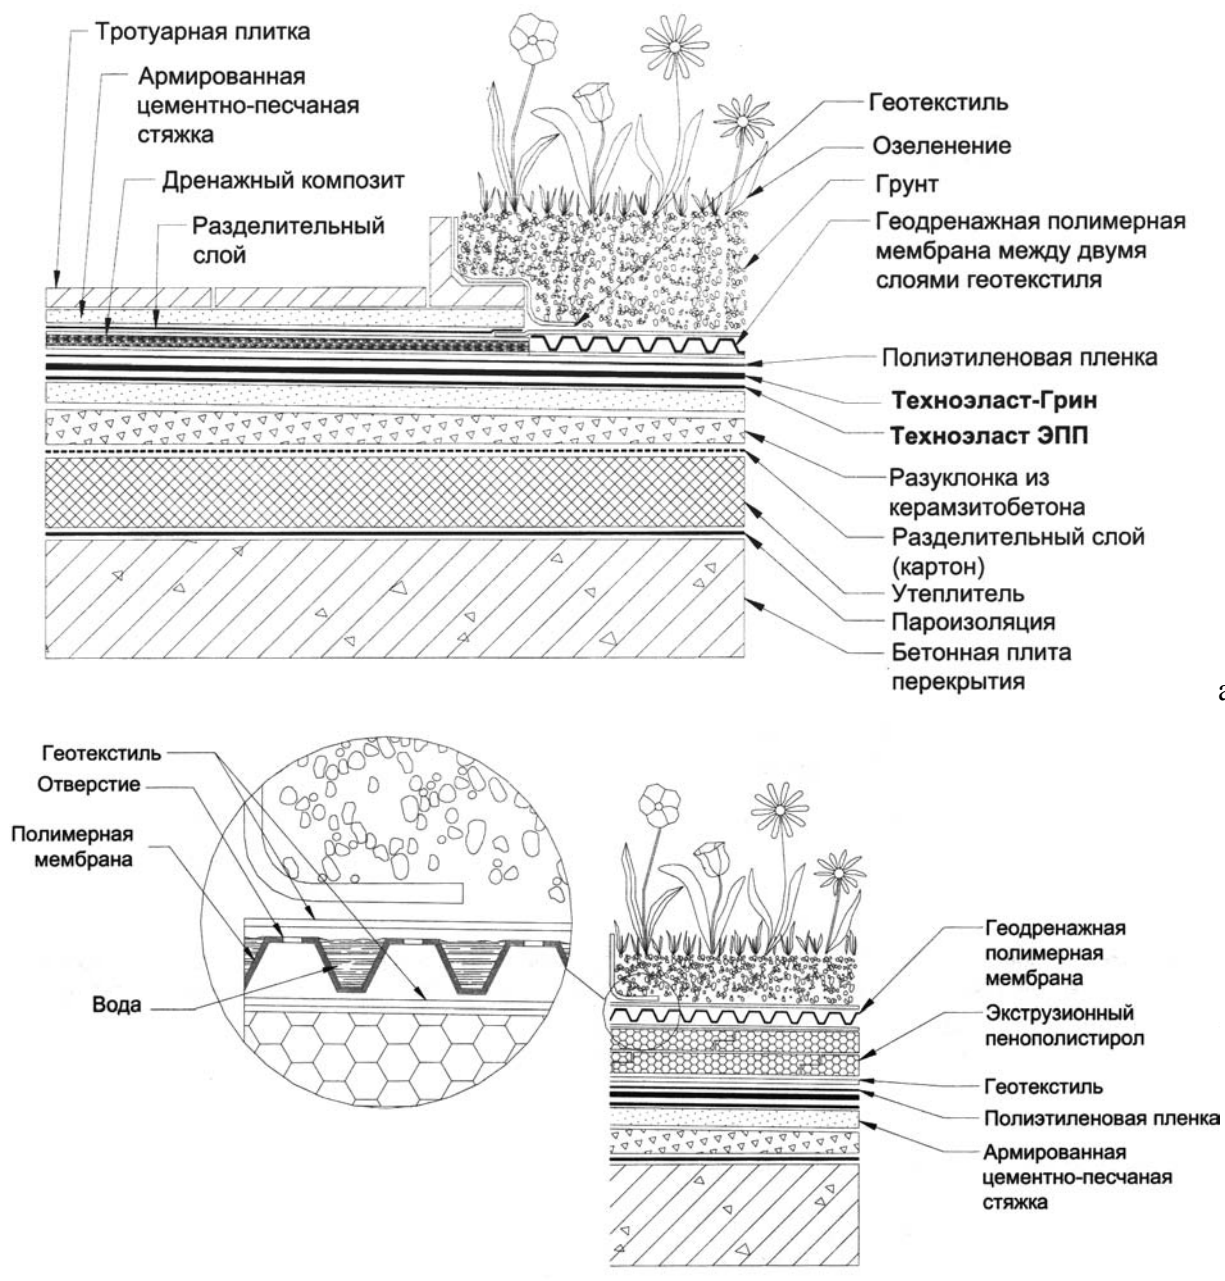 Тротуарная плитка
Армированная
цементно-песчаная
стяжка
Дренажный композит
Разделительный
слой
Геотекстиль
Озеленение
Грунт
Геодренажная полимерная
мембрана между двумя
слоями геотекстиля
Полиэтиленовая пленка
Техноэласт-Грин
Техноэласт ЭПП
Разуклонка из
керамзитобетона
Разделительный слой
(картон)
Утеплитель
Пароизоляция
Бетонная плита
перекрытия
а
Геотекстиль
Отверстие
Полимерная
мембрана
Вода
Геодренажная
полимерная
мембрана
Экструзионный
пенополистирол
Геотекстиль
Полиэтиленовая пленка
Армированная
цементно-песчаная
стяжка